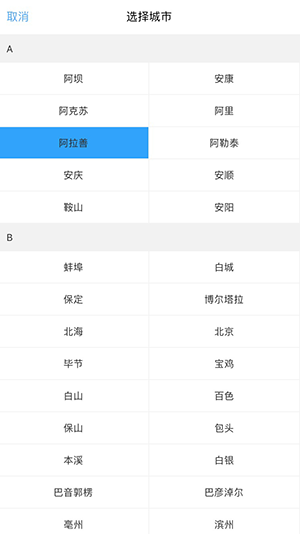 取消 选择城市
A
阿坝 安康
阿克苏 阿里
阿拉善 阿勒泰
安庆 安顺
鞍山 安阳
B
蚌埠 白城
保定 博尔塔拉
北海 北京
毕节 宝鸡
白山 百色
保山 包头
本溪 白银
巴音郭楞 巴彦淖尔
亳州 滨州